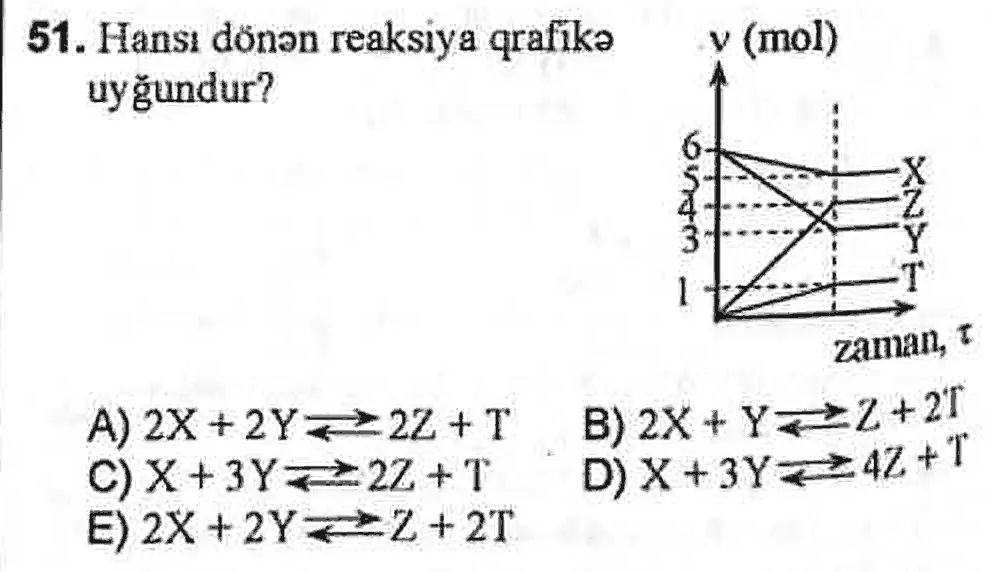 51. Hansı dönən reaksiya qrafikə
uyğundur?
ν (mol)
6
5
4
3
1
X
Z
Y
T
zaman, τ
A) 2X + 2Y ⇄ 2Z + T
B) 2X + Y ⇄ Z + 2T
C) X + 3Y ⇄ 2Z + T
D) X + 3Y ⇄ 4Z + T
E) 2X + 2Y ⇄ Z + 2T